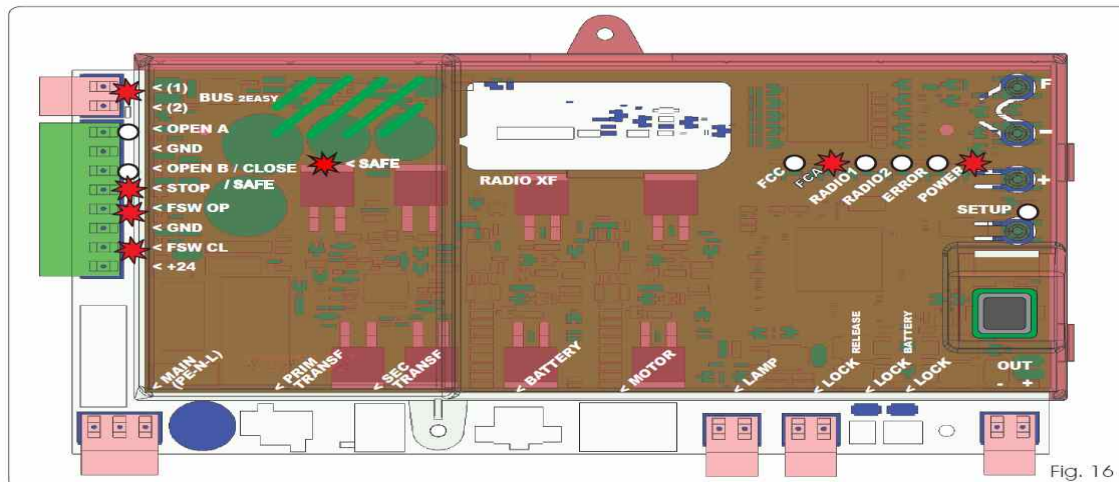 < (1)
BUS 2EASY
< (2)
< OPEN A
< GND
< OPEN B / CLOSE
< STOP / SAFE
< FSW OP
< GND
< FSW CL
< +24
< SAFE
RADIO XF
FCC
FCA
RADIO1
RADIO2
ERROR
POWER
F
-
+
SETUP
< MAIN
(PE-N-L)
< PRIM
TRANSF
< SEC
TRANSF
< BATTERY
< MOTOR
< LAMP
< LOCK
RELEASE
< LOCK
BATTERY
< LOCK
OUT
- +
Fig. 16